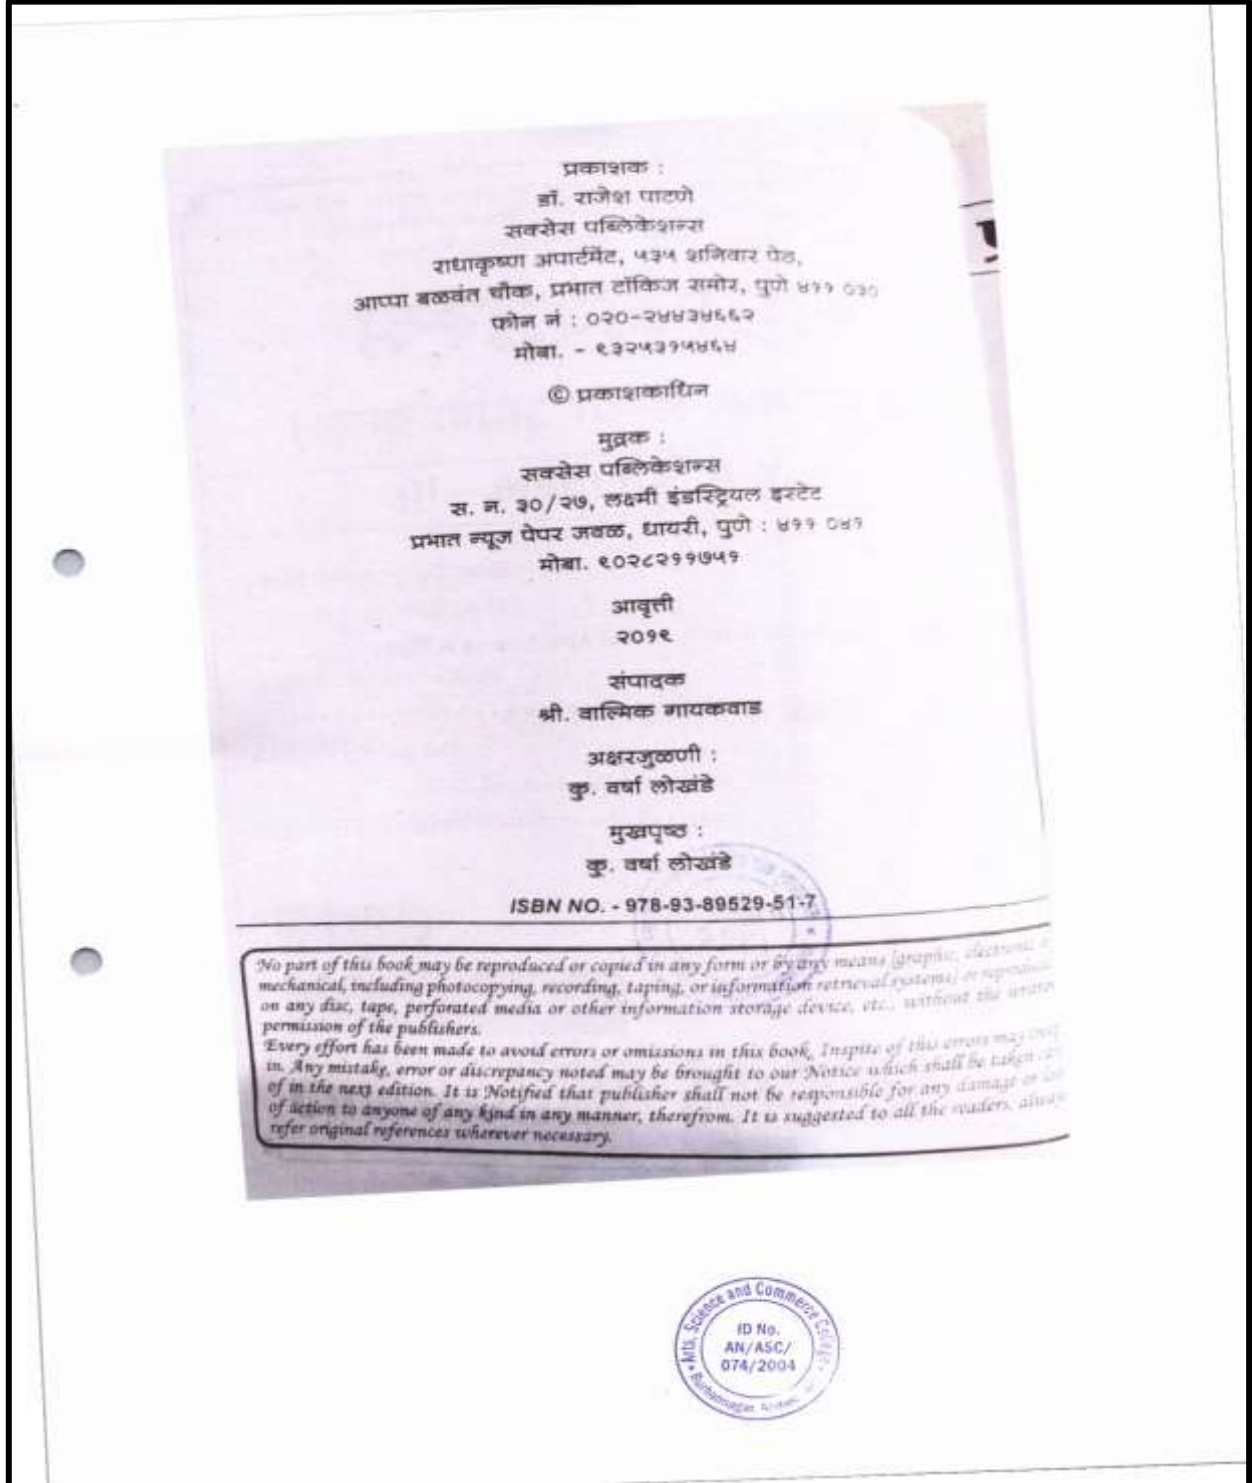 प्रकाशक :
डॉ. राजेश पाटणे
सक्सेस पब्लिकेशन्स
राधाकृष्ण अपार्टमेंट, ५३५ शनिवार पेठ,
आप्पा बळवंत चौक, प्रभात टॉकिज समोर, पुणे ४११ ०३०
फोन नं : ०२०-२४४३४६६२
मोबा. - ९३२५३१५४६४
© प्रकाशकाधिन
मुद्रक :
सक्सेस पब्लिकेशन्स
स. न. ३०/२७, लक्ष्मी इंडस्ट्रियल इस्टेट
प्रभात न्यूज पेपर जवळ, धायरी, पुणे : ४११ ०४१
मोबा. ९०२८२११७५१
आवृत्ती
२०१९
संपादक
श्री. वाल्मिक गायकवाड
अक्षरजुळणी :
कु. वर्षा लोखंडे
मुखपृष्ठ :
कु. वर्षा लोखंडे
ISBN NO. - 978-93-89529-51-7
No part of this book may be reproduced or copied in any form or by any means [graphic, electronic or
mechanical, including photocopying, recording, taping, or information retrieval systems] or
on any disc, tape, perforated media or other information storage device, etc., without the written
permission of the publishers.
Every effort has been made to avoid errors or omissions in this book, Inspite of this errors may
in. Any mistake, error or discrepancy noted may be brought to our Notice which shall be taken
of in the next edition. It is Notified that publisher shall not be responsible for any damage or
of action to anyone of any kind in any manner, therefrom. It is suggested to all the readers,
refer original references wherever necessary.
Arts, Science and Commerce College
ID No.
AN/ASC/
074/2004
Burhannagar,